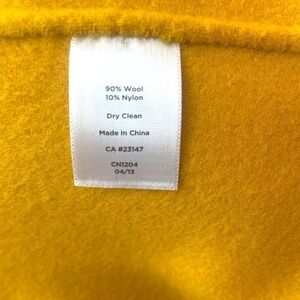 90% Wool
10% Nylon
Dry Clean
Made In China
CA #23147
CN1204
04/13